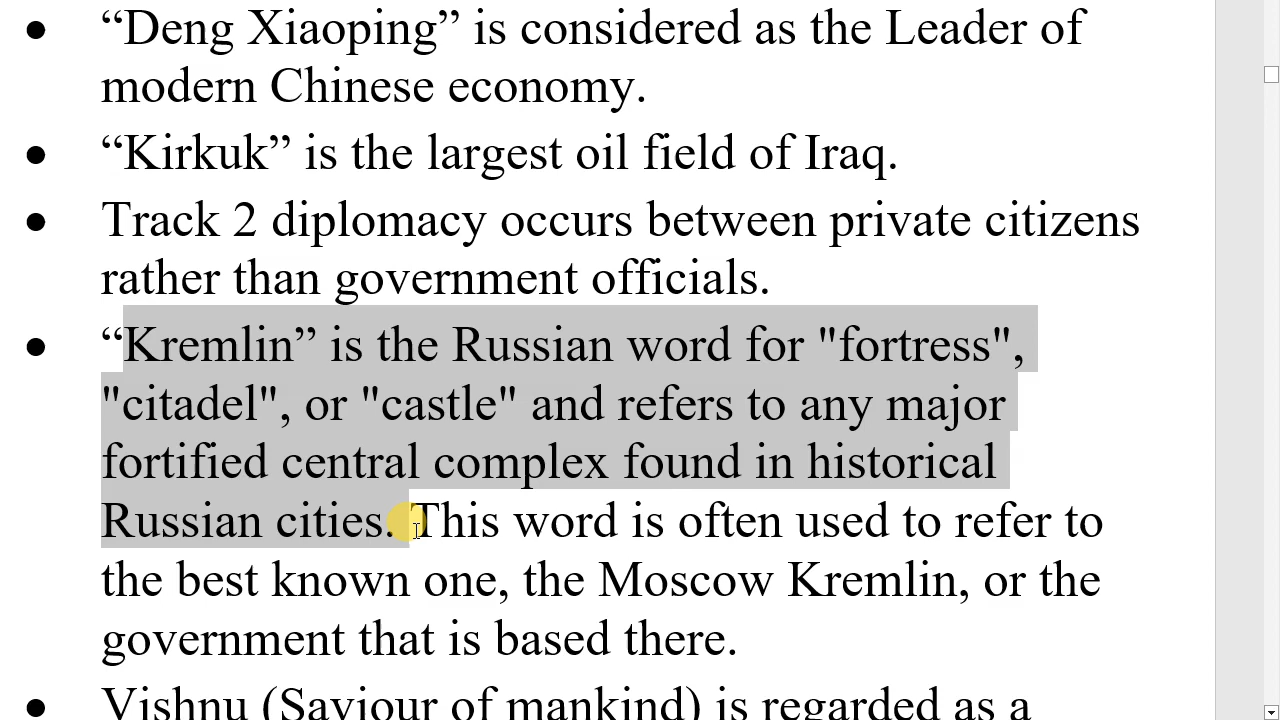 • “Deng Xiaoping” is considered as the Leader of
modern Chinese economy.
• “Kirkuk” is the largest oil field of Iraq.
• Track 2 diplomacy occurs between private citizens
rather than government officials.
• “Kremlin” is the Russian word for "fortress",
"citadel", or "castle" and refers to any major
fortified central complex found in historical
Russian cities. This word is often used to refer to
the best known one, the Moscow Kremlin, or the
government that is based there.
• Vishnu (Saviour of mankind) is regarded as a